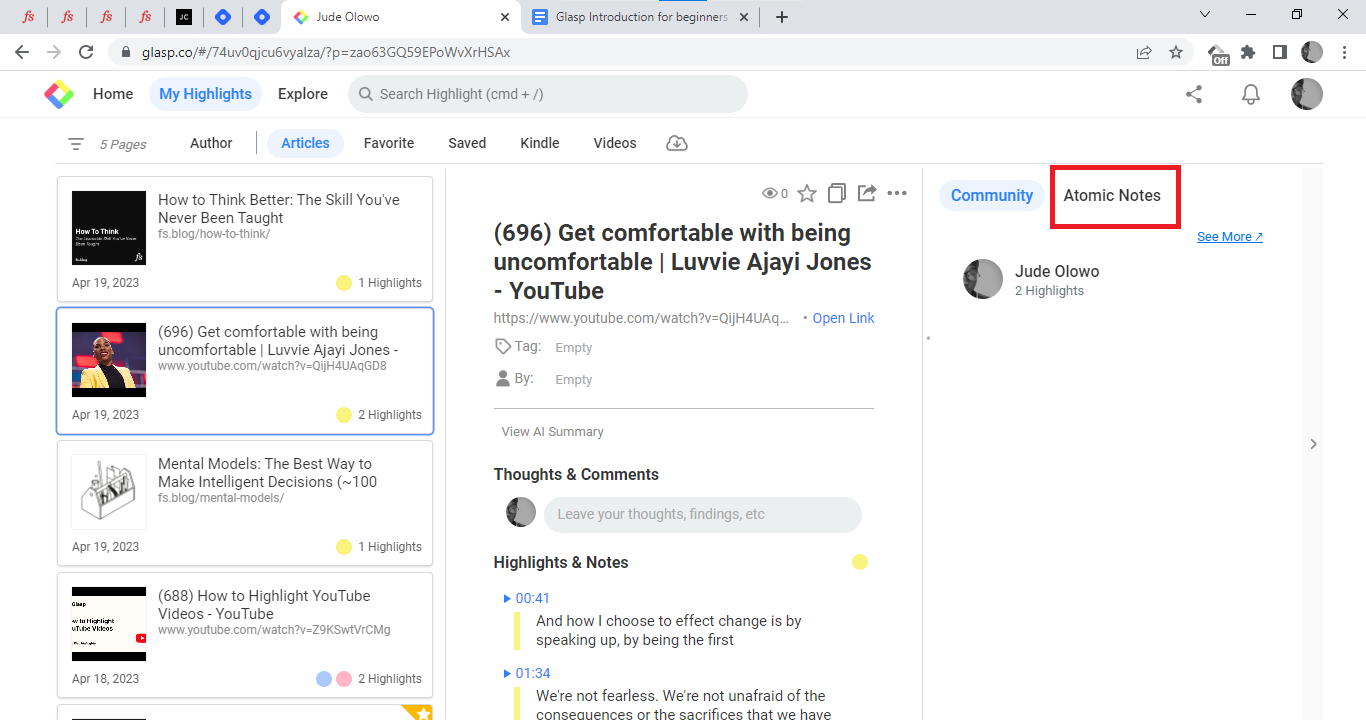 Jude Olowo
Glasp Introduction for beginners
glasp.co/#/74uv0qjcu6vyalza/?p=zao63GQ59EPoWvXrHSAx
Off
Home
My Highlights
Explore
Search Highlight (cmd + /)
5 Pages
Author
Articles
Favorite
Saved
Kindle
Videos
How to Think Better: The Skill You've
Never Been Taught
fs.blog/how-to-think/
How To Think
Apr 19, 2023
1 Highlights
(696) Get comfortable with being
uncomfortable | Luvvie Ajayi Jones -
www.youtube.com/watch?v=QijH4UAqGD8
Apr 19, 2023
2 Highlights
Mental Models: The Best Way to
Make Intelligent Decisions (~100
fs.blog/mental-models/
Apr 19, 2023
1 Highlights
(688) How to Highlight YouTube
Videos - YouTube
www.youtube.com/watch?v=Z9KSwtVrCMg
Glasp
w to Highlight
uTube Videos
Apr 18, 2023
2 Highlights
0
(696) Get comfortable with being
uncomfortable | Luvvie Ajayi Jones
- YouTube
https://www.youtube.com/watch?v=QijH4UAq...
• Open Link
Tag: Empty
By: Empty
View AI Summary
Thoughts & Comments
Leave your thoughts, findings, etc
Highlights & Notes
00:41
And how I choose to effect change is by
speaking up, by being the first
01:34
We're not fearless. We're not unafraid of the
consequences or the sacrifices that we have
Community
Atomic Notes
See More ↗
Jude Olowo
2 Highlights